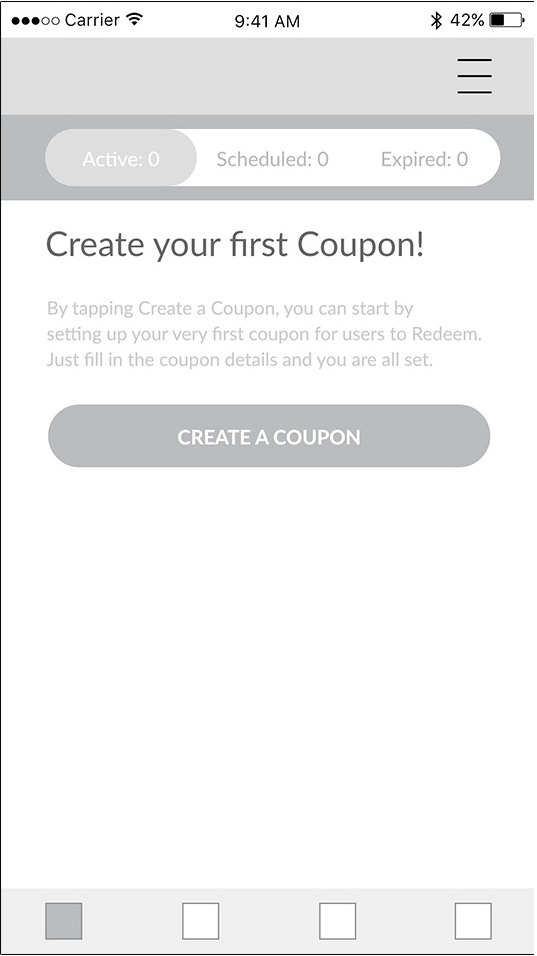 Carrier 9:41 AM 42%
Active: 0 Scheduled: 0 Expired: 0
Create your first Coupon!
By tapping Create a Coupon, you can start by
setting up your very first coupon for users to Redeem.
Just fill in the coupon details and you are all set.
CREATE A COUPON